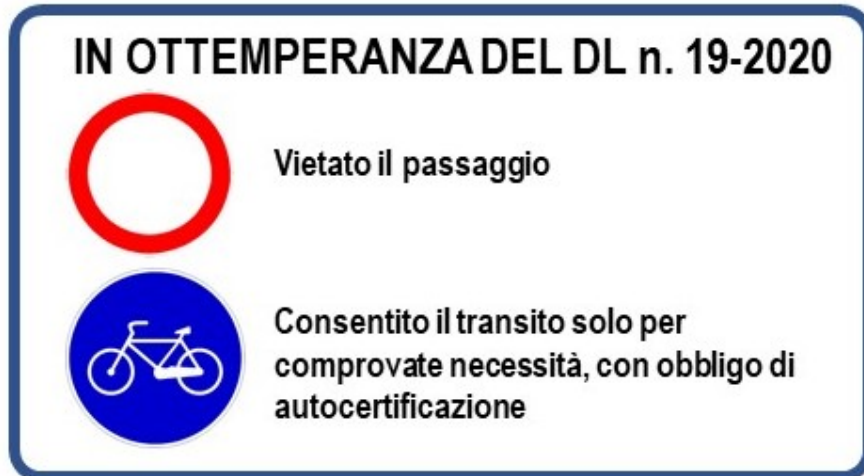 IN OTTEMPERANZA DEL DL n. 19-2020
Vietato il passaggio
Consentito il transito solo per
comprovate necessità, con obbligo di
autocertificazione